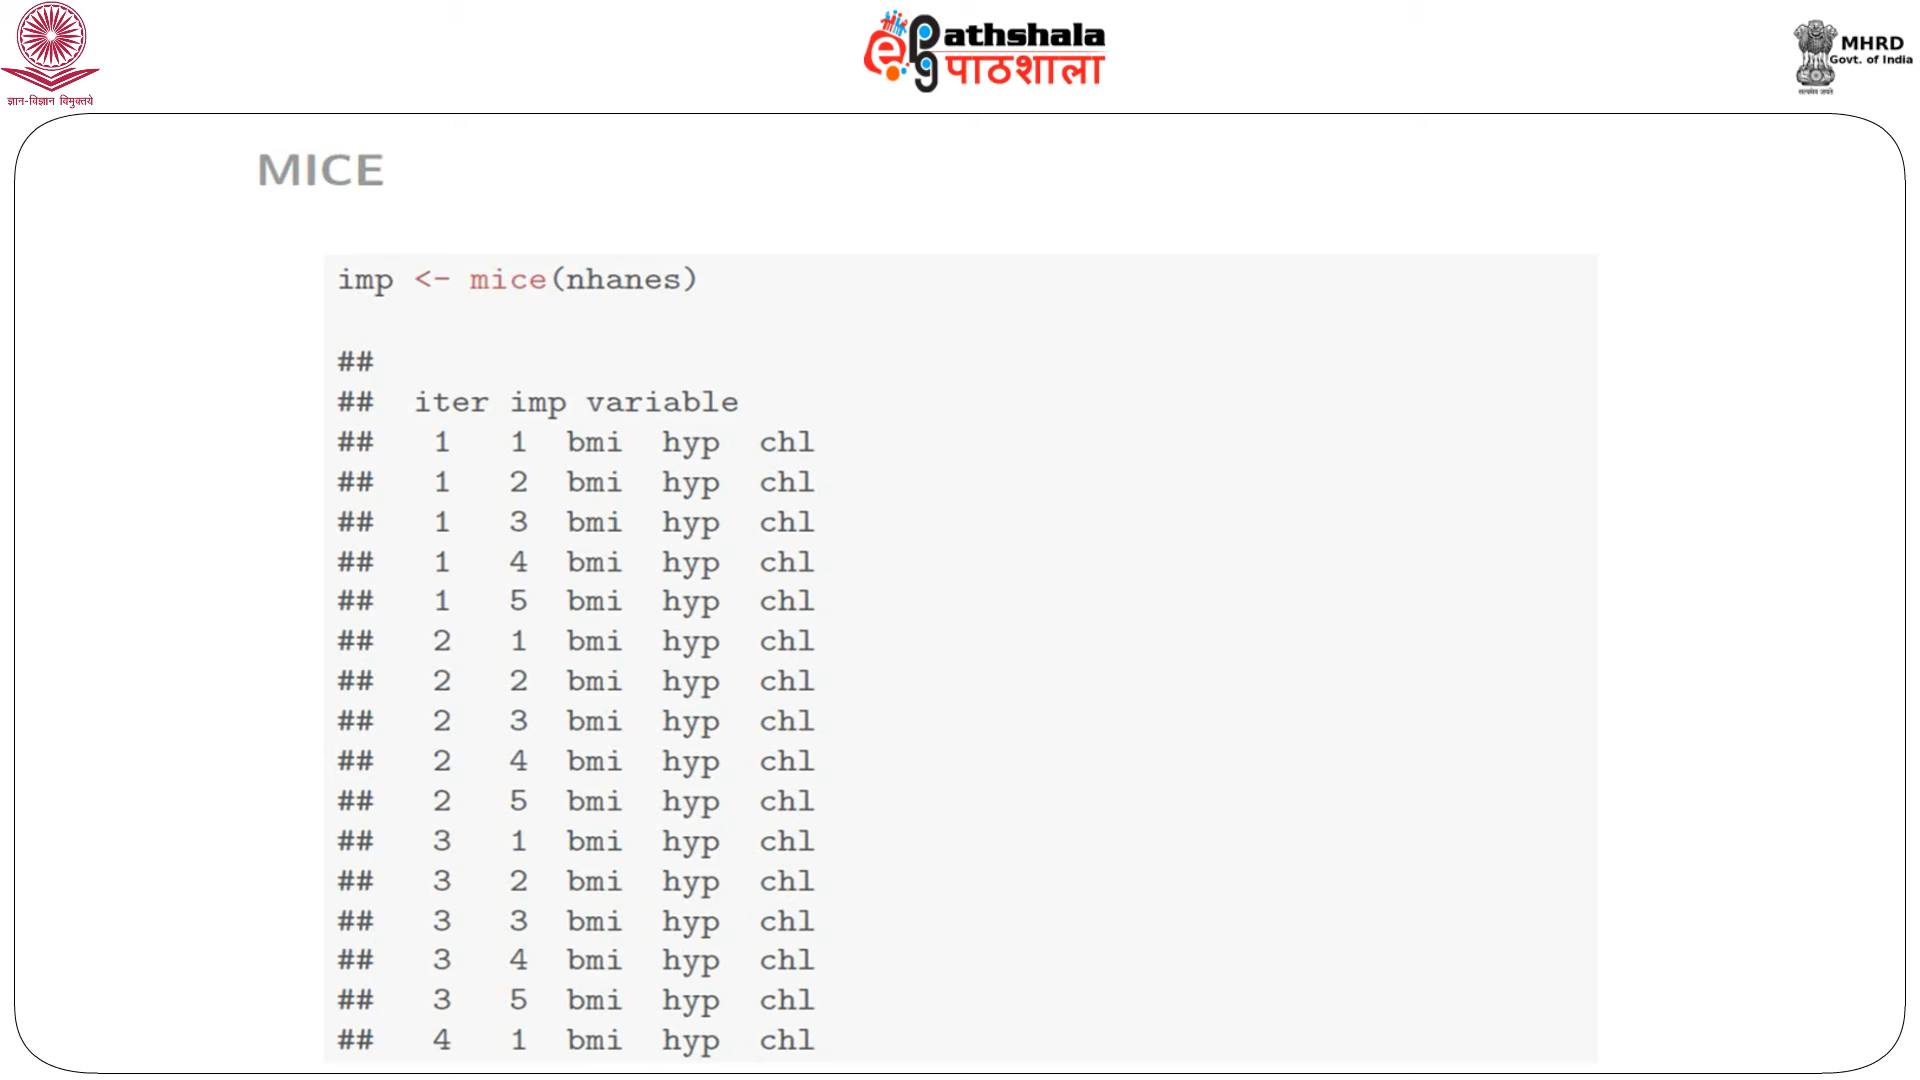 ज्ञान-विज्ञान विमुक्तये
ePG athshala
पाठशाला
MHRD
Govt. of India
सत्यमेव जयते
MICE
imp <- mice(nhanes)
##
##  iter imp variable
##   1   1  bmi  hyp  chl
##   1   2  bmi  hyp  chl
##   1   3  bmi  hyp  chl
##   1   4  bmi  hyp  chl
##   1   5  bmi  hyp  chl
##   2   1  bmi  hyp  chl
##   2   2  bmi  hyp  chl
##   2   3  bmi  hyp  chl
##   2   4  bmi  hyp  chl
##   2   5  bmi  hyp  chl
##   3   1  bmi  hyp  chl
##   3   2  bmi  hyp  chl
##   3   3  bmi  hyp  chl
##   3   4  bmi  hyp  chl
##   3   5  bmi  hyp  chl
##   4   1  bmi  hyp  chl